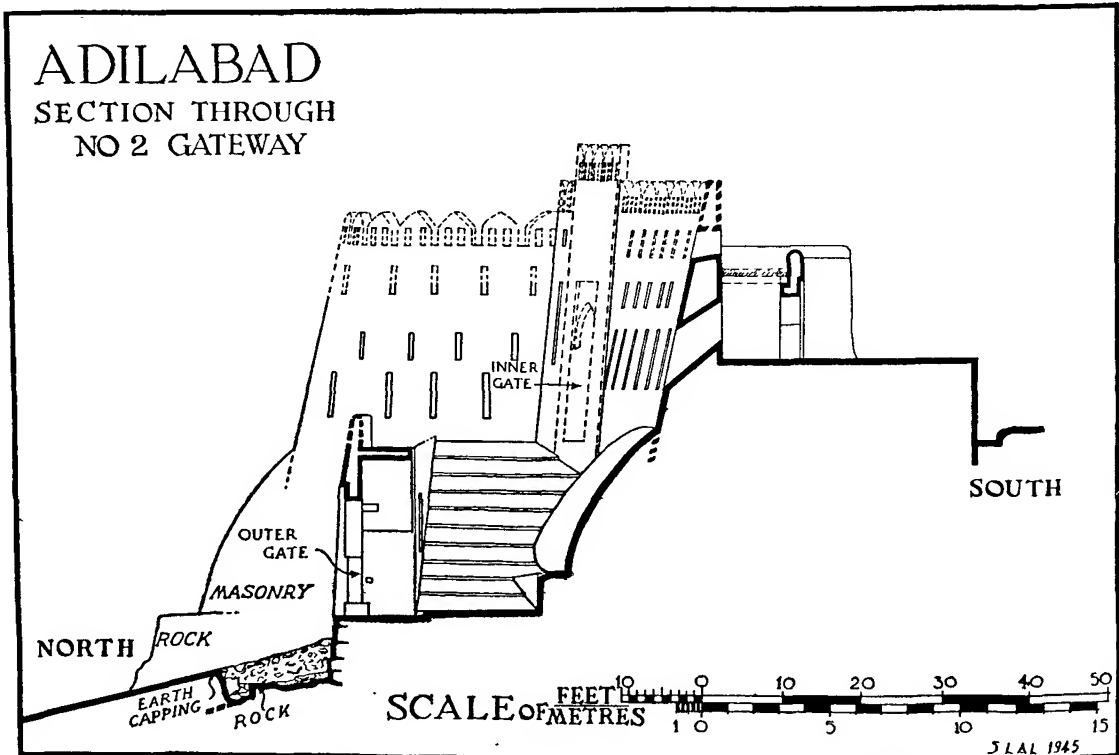 ADILABAD
SECTION THROUGH
NO 2 GATEWAY
INNER
GATE
SOUTH
OUTER
GATE
MASONRY
NORTH
ROCK
EARTH
CAPPING
ROCK
SCALE OF FEET
METRES
10 0 10 20 30 40 50
1 0 5 10 15
S LAL 1945